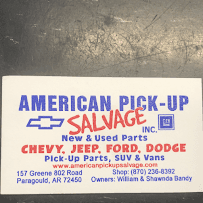 AMERICAN PICK-UP
SALVAGE INC.
GM
New & Used Parts
CHEVY, JEEP, FORD, DODGE
Pick-Up Parts, SUV & Vans
www.americanpickupsalvage.com
157 Greene 802 Road Shop: (870) 236-8392
Paragould, AR 72450 Owners: William & Shawnda Bandy